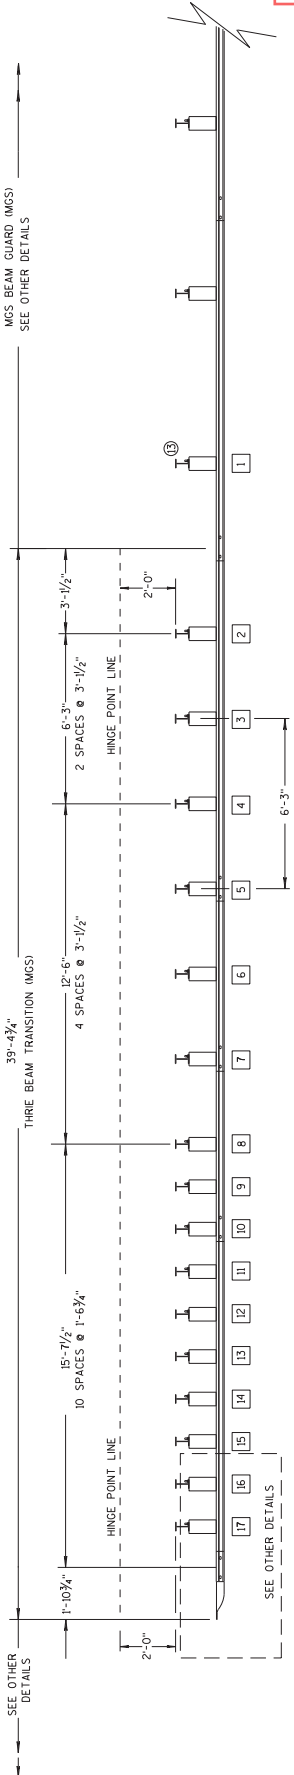 SEE OTHER
DETAILS
39'-4¾"
THRIE BEAM TRANSITION (MGS)
MGS BEAM GUARD (MGS)
SEE OTHER DETAILS
1'-10¾"
15'-7½"
10 SPACES @ 1'-6¾"
12'-6"
4 SPACES @ 3'-1½"
6'-3"
2 SPACES @ 3'-1½"
3'-1½"
HINGE POINT LINE
HINGE POINT LINE
2'-0"
2'-0"
13
17
16
15
14
13
12
11
10
9
8
7
6
5
4
3
2
1
SEE OTHER DETAILS
6'-3"